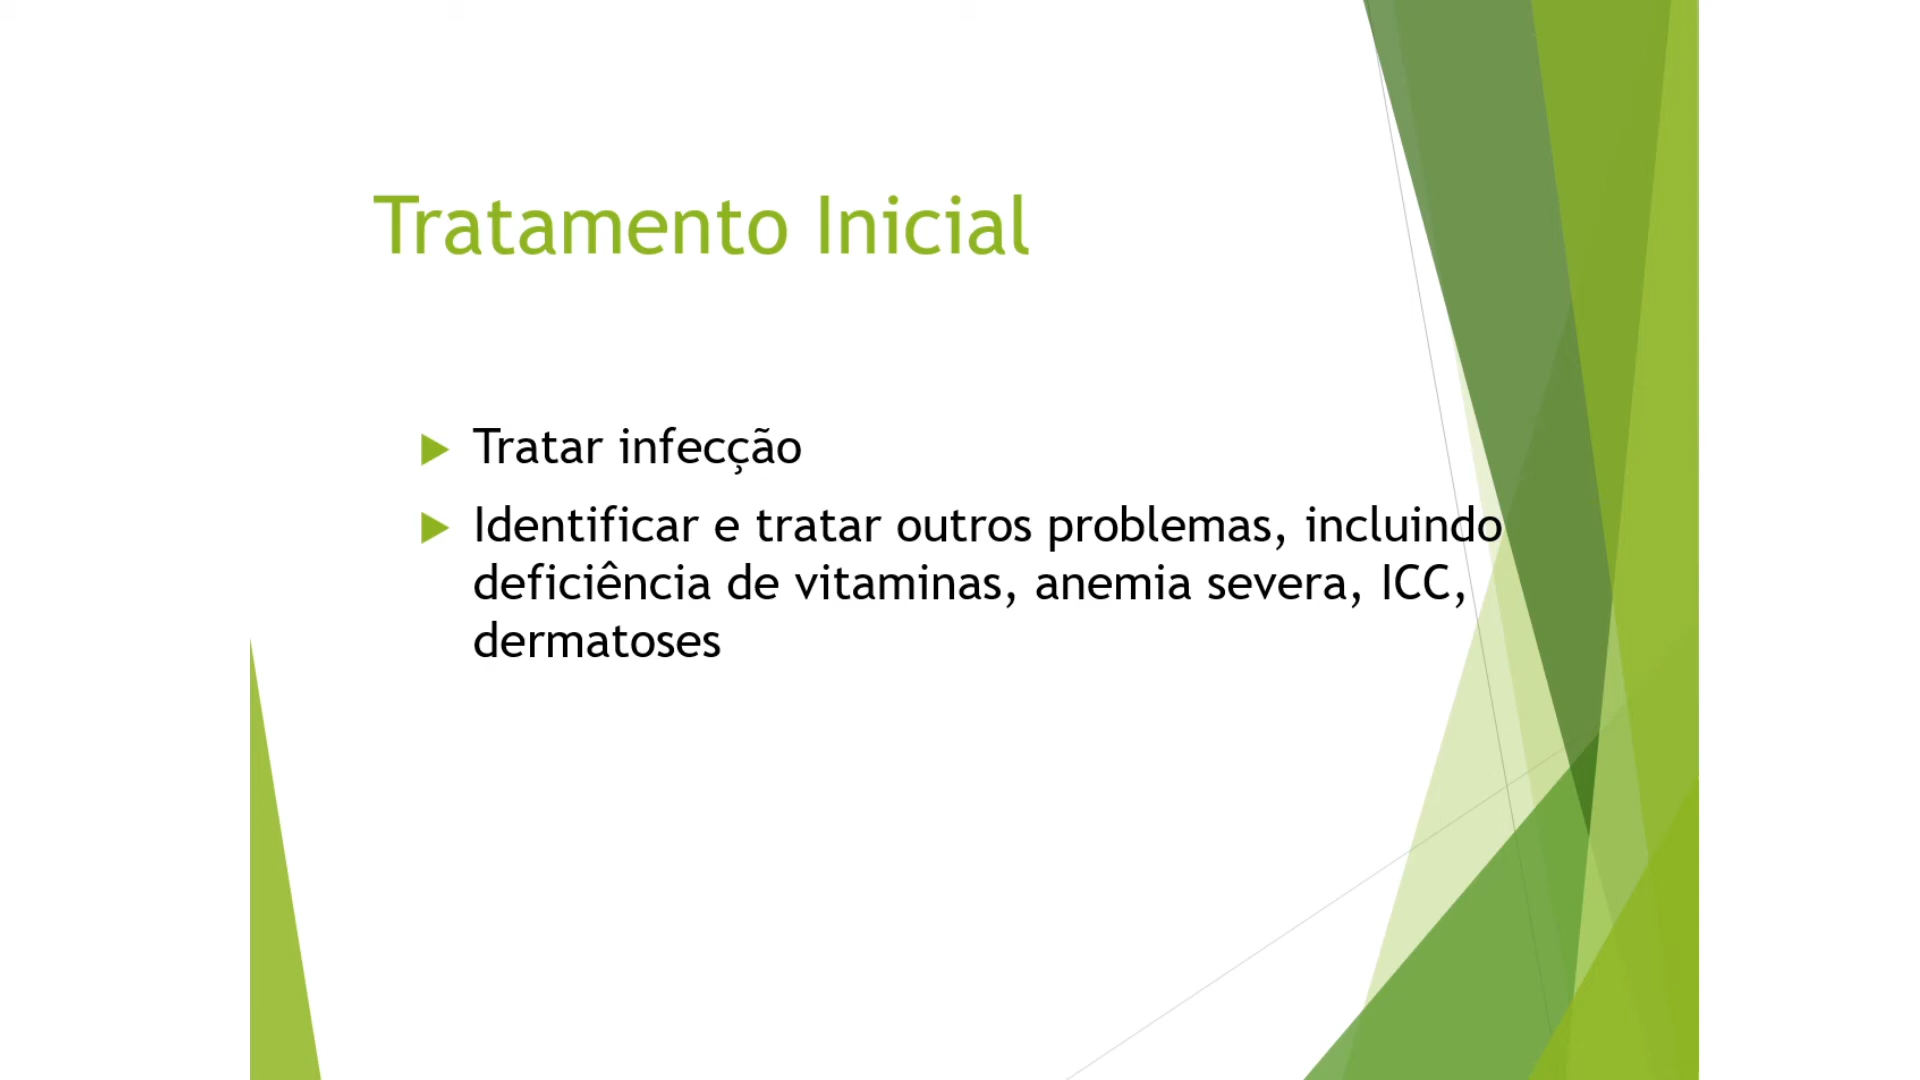 Tratamento Inicial
Tratar infecção
Identificar e tratar outros problemas, incluindo
deficiência de vitaminas, anemia severa, ICC,
dermatoses